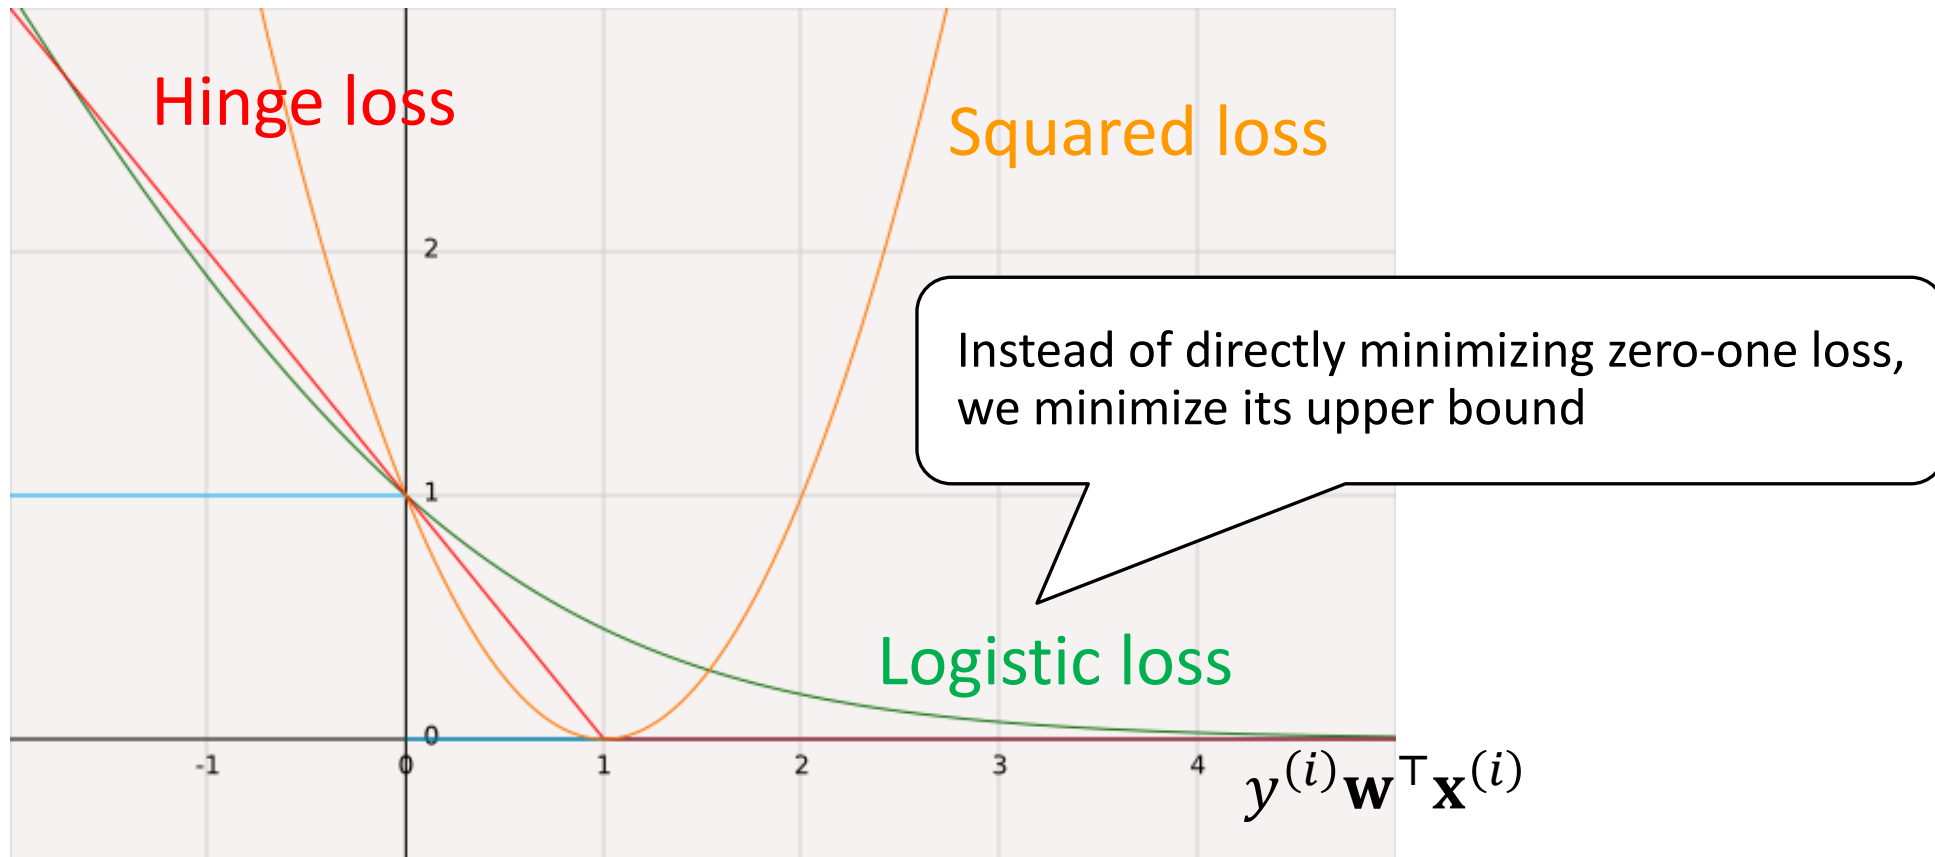 Hinge loss
Squared loss
2
Instead of directly minimizing zero-one loss,
we minimize its upper bound
1
Logistic loss
0
-1 0 1 2 3 4
y⁽ⁱ⁾𝐰⊤𝐱⁽ⁱ⁾